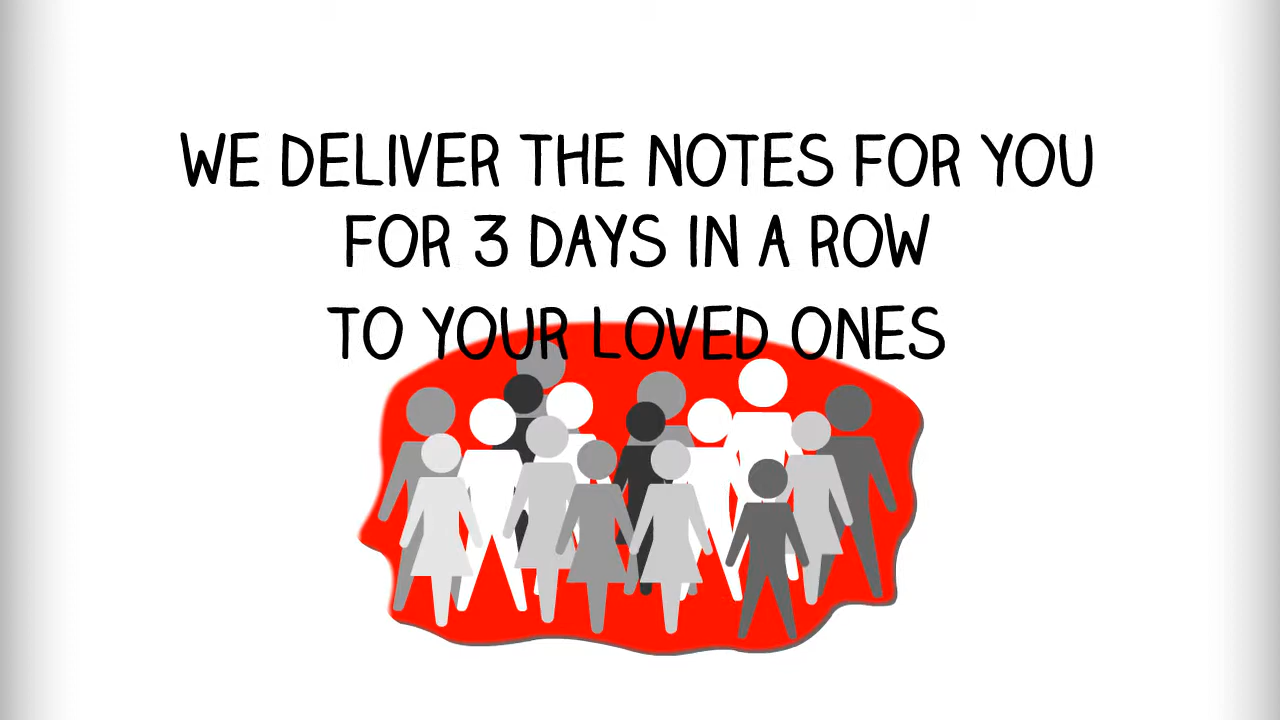 WE DELIVER THE NOTES FOR YOU
FOR 3 DAYS IN A ROW
TO YOUR LOVED ONES